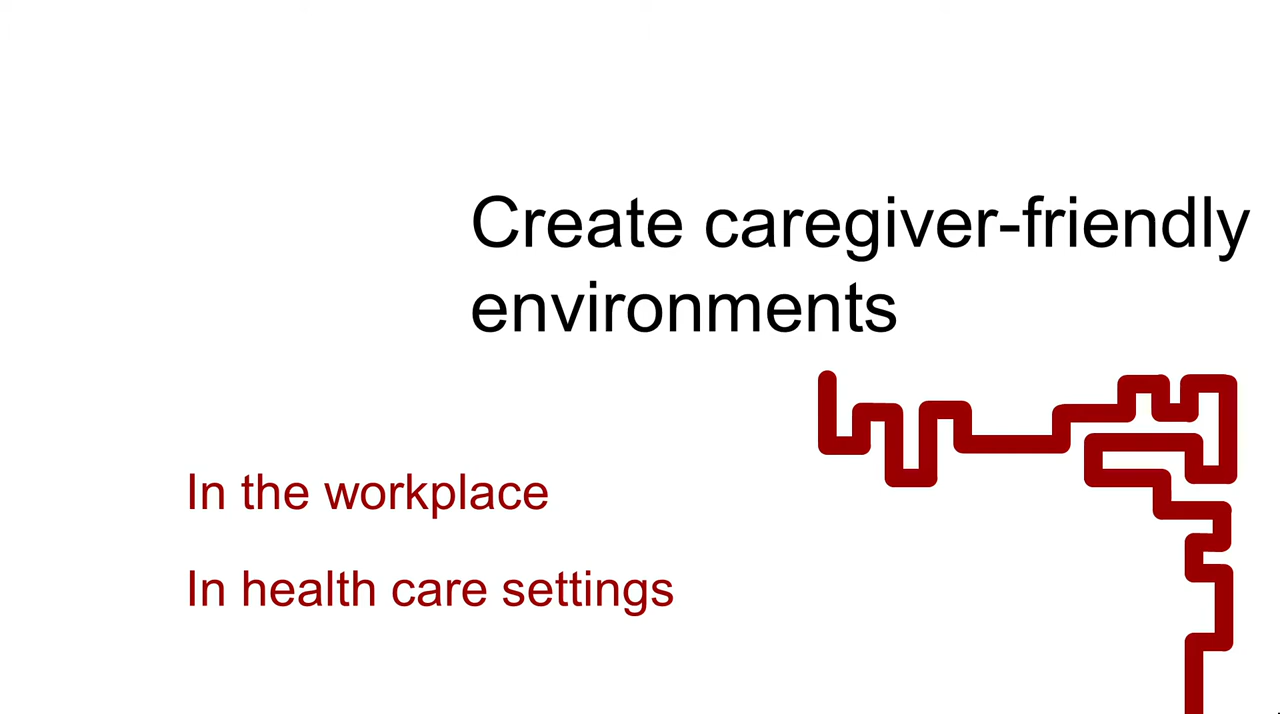 Create caregiver-friendly
environments
In the workplace
In health care settings